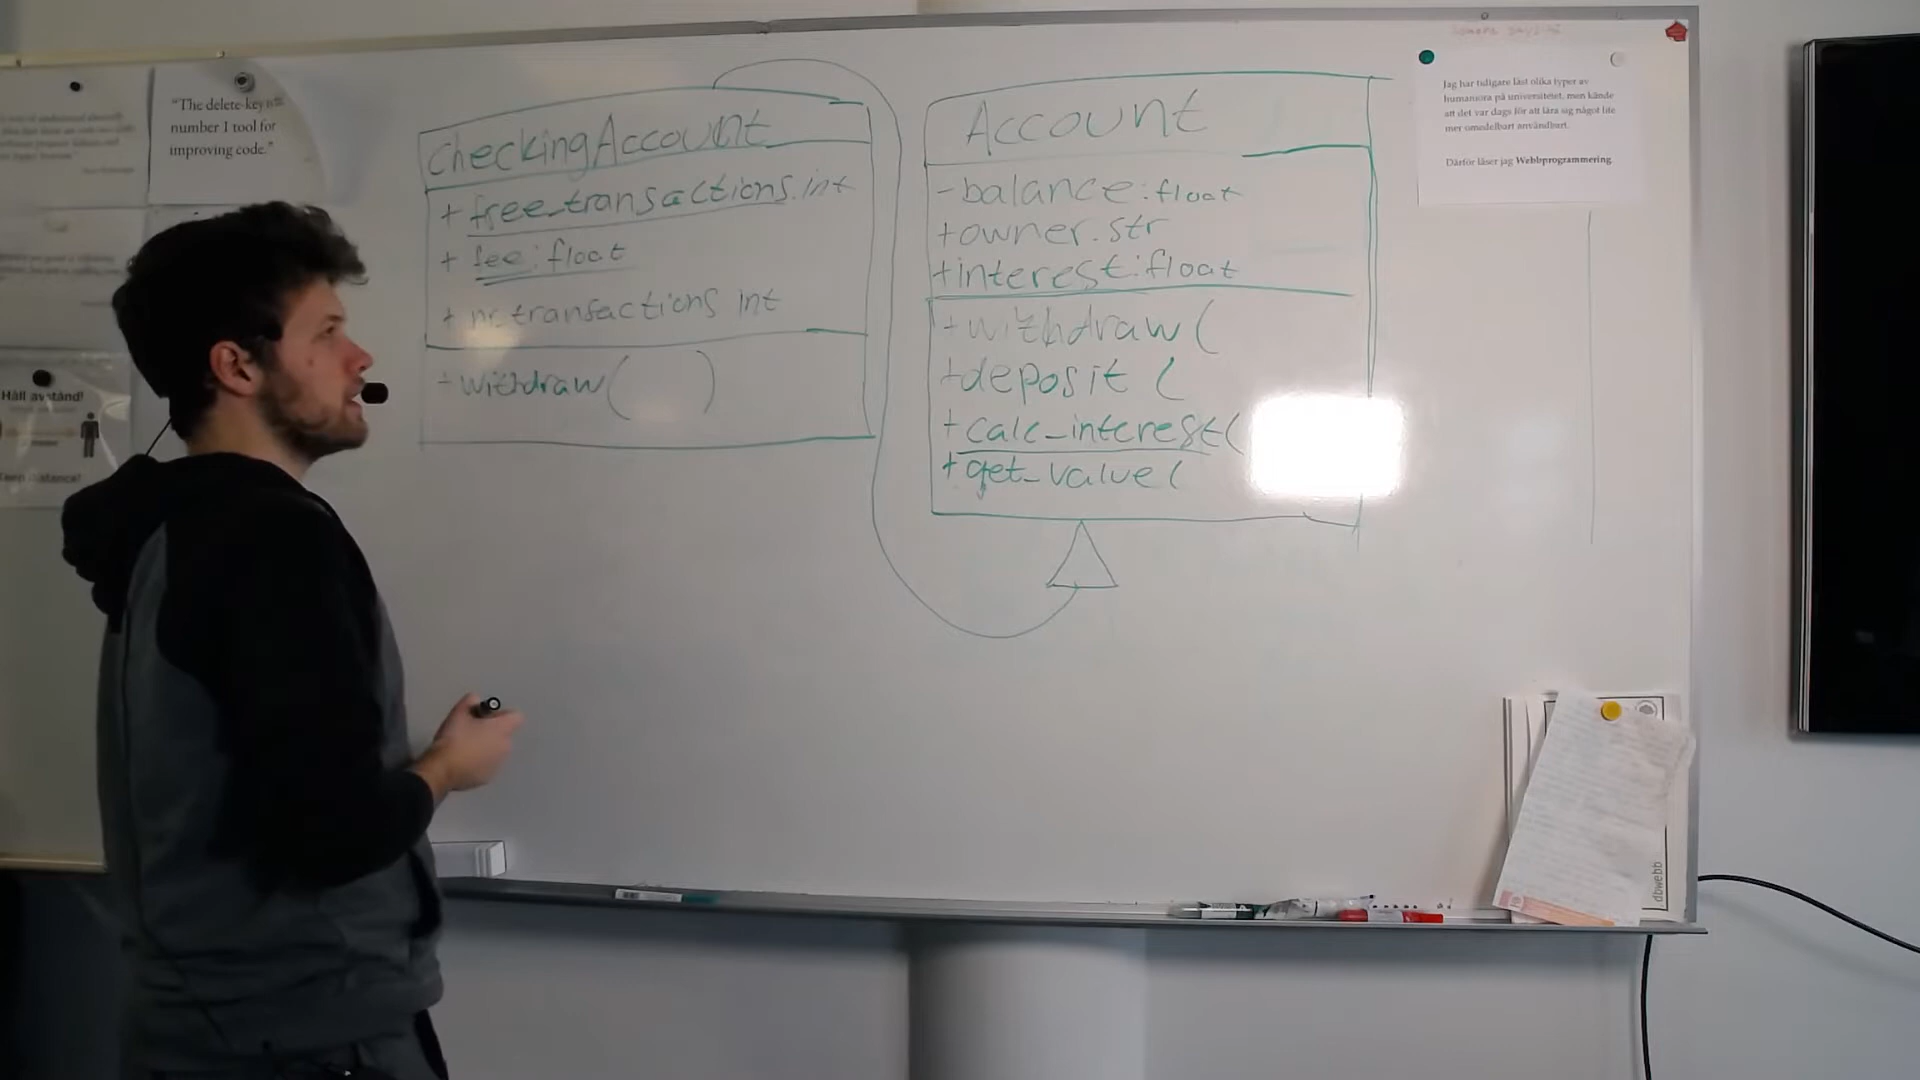 "The delete-key is the
number 1 tool for
improving code."
Håll avstånd!
CheckingAccount
+ free_transactions.int
+ fee: float
+ nr_transactions int
+withdraw( )
Account
-balance: float
+owner.str
+interest: float
+withdraw(
+deposit (
+calc_interest(
+get_value(
Jag har tidigare läst olika typer av
humaniora på universitetet, men kände
att det var dags för att lära sig något lite
mer omedelbart användbart.
Därför läser jag Webbprogrammering.
dbwebb